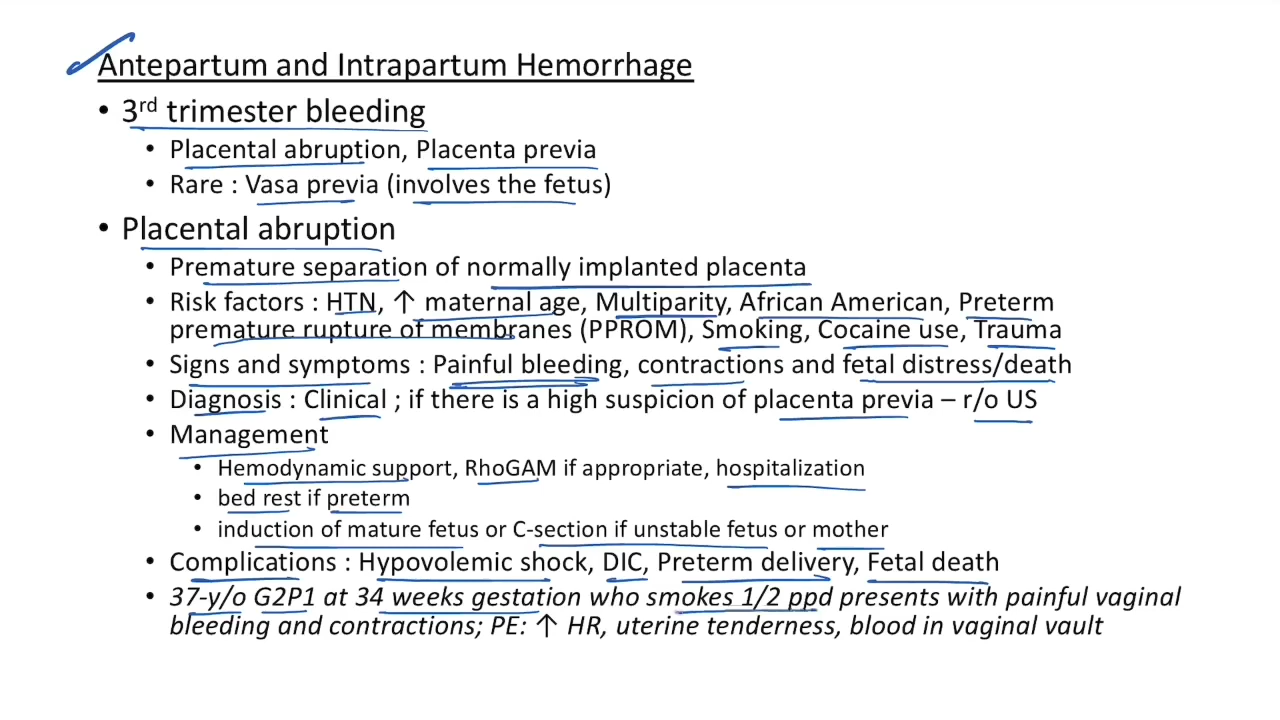 Antepartum and Intrapartum Hemorrhage
• 3rd trimester bleeding
• Placental abruption, Placenta previa
• Rare : Vasa previa (involves the fetus)
• Placental abruption
• Premature separation of normally implanted placenta
• Risk factors : HTN, ↑ maternal age, Multiparity, African American, Preterm
premature rupture of membranes (PPROM), Smoking, Cocaine use, Trauma
• Signs and symptoms : Painful bleeding, contractions and fetal distress/death
• Diagnosis : Clinical ; if there is a high suspicion of placenta previa – r/o US
• Management
• Hemodynamic support, RhoGAM if appropriate, hospitalization
• bed rest if preterm
• induction of mature fetus or C-section if unstable fetus or mother
• Complications : Hypovolemic shock, DIC, Preterm delivery, Fetal death
• 37-y/o G2P1 at 34 weeks gestation who smokes 1/2 ppd presents with painful vaginal
bleeding and contractions; PE: ↑ HR, uterine tenderness, blood in vaginal vault